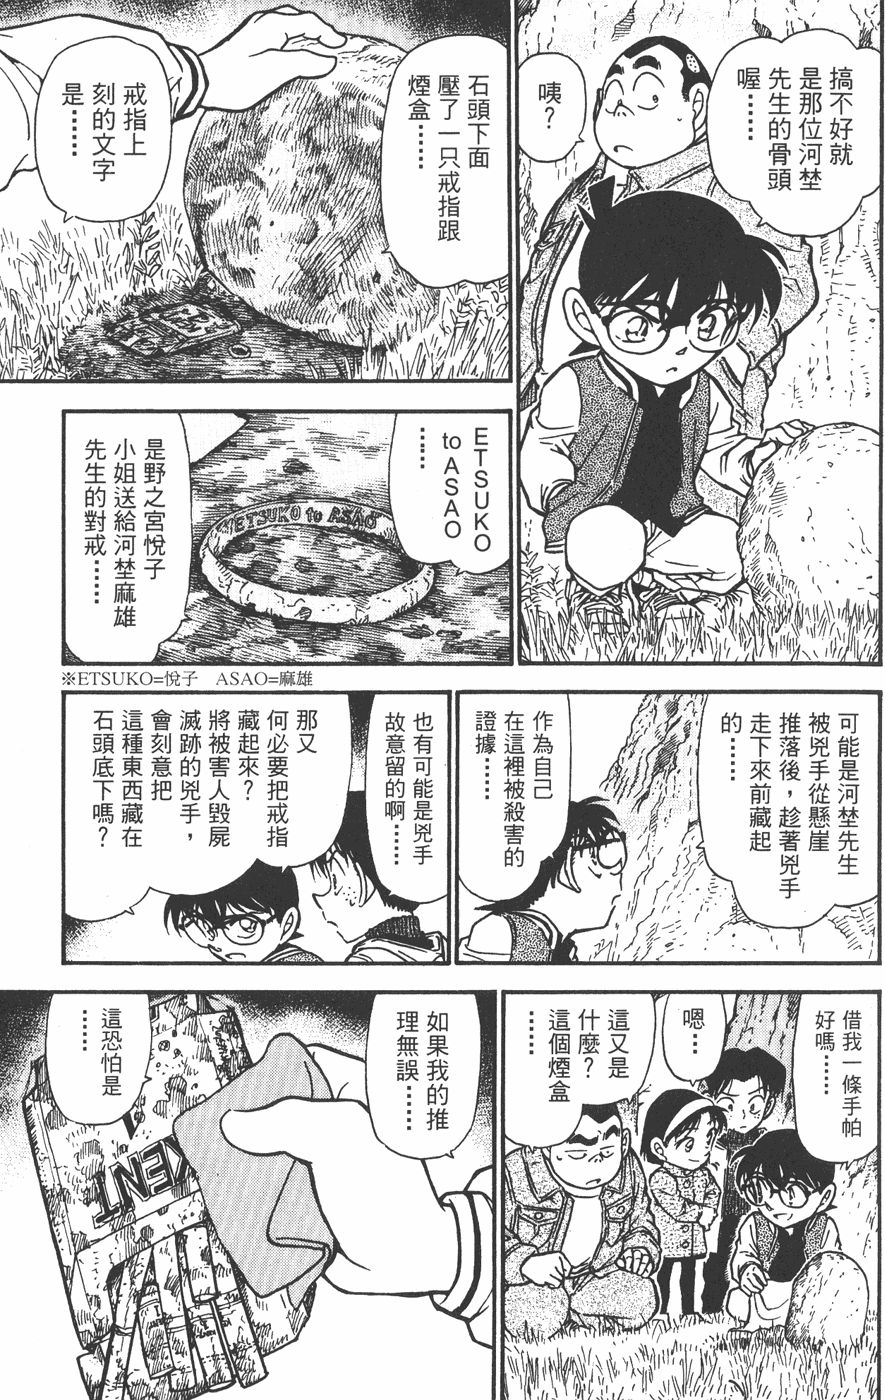 搞不好就
是那位河埜
先生的骨頭
喔……
咦？
石頭下面
壓了一只戒指跟
煙盒……
戒指上
刻的文字
是……
ETSUKO
to ASAO
……
ETSUKO to ASAO
是野之宮悅子
小姐送給河埜麻雄
先生的對戒……
※ETSUKO=悅子　ASAO=麻雄
可能是河埜先生
被兇手從懸崖
推落後，趁著兇手
走下來前藏起
的……
作為自己
在這裡被殺害的
證據……
也有可能是兇手
故意留的啊……
那又
何必要把戒指
藏起來？
將被害人毀屍
滅跡的兇手，
會刻意把
這種東西藏在
石頭底下嗎？
借我一條手帕
好嗎……
嗯…
這又是
什麼？
這個煙盒
……
如果我的推
理無誤……
KENT
這恐怕是
……